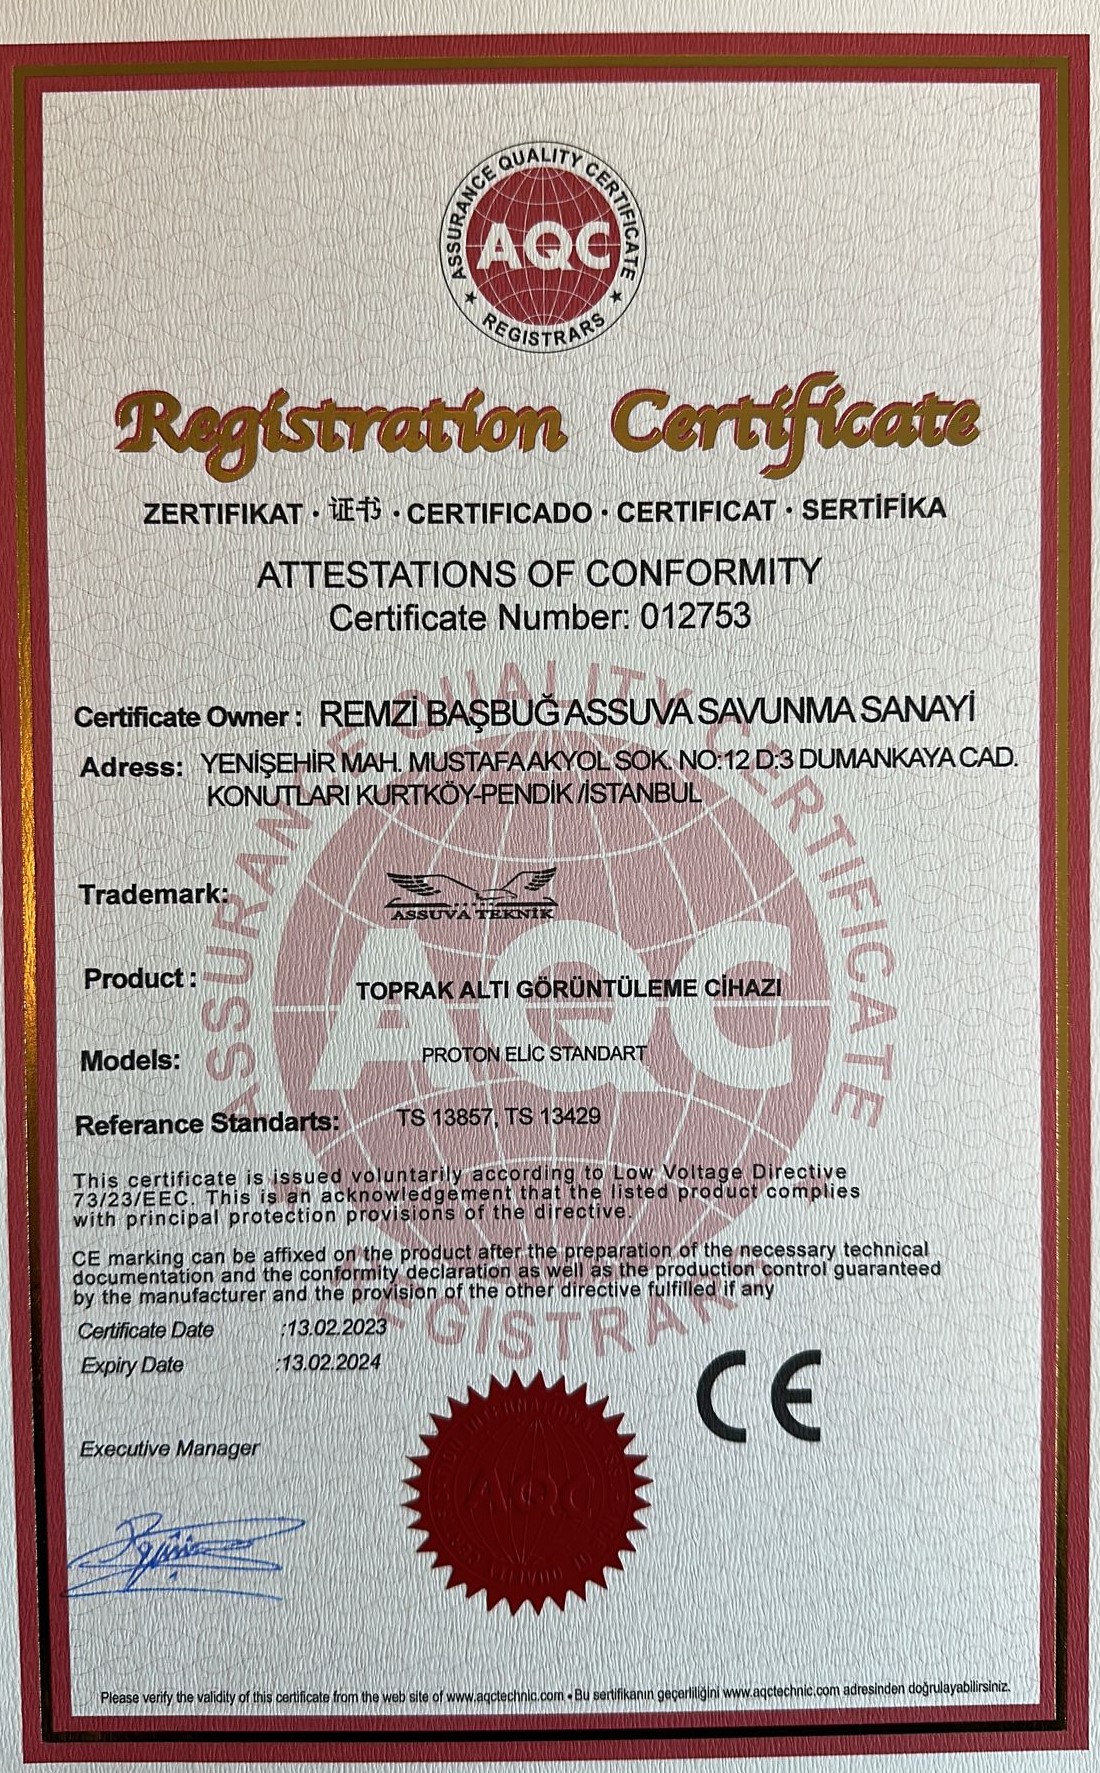 ASSURANCE QUALITY CERTIFICATE
AQC
REGISTRARS
Registration Certificate
ZERTIFIKAT · 证书 · CERTIFICADO · CERTIFICAT · SERTİFİKA
ATTESTATIONS OF CONFORMITY
Certificate Number: 012753
Certificate Owner : REMZİ BAŞBUĞ ASSUVA SAVUNMA SANAYİ
Adress: YENİŞEHİR MAH. MUSTAFA AKYOL SOK. NO:12 D:3 DUMANKAYA CAD.
KONUTLARI KURTKÖY-PENDİK /İSTANBUL
Trademark:
ASSUVA TEKNİK
Product : TOPRAK ALTI GÖRÜNTÜLEME CİHAZI
Models: PROTON ELİC STANDART
Referance Standarts: TS 13857, TS 13429
This certificate is issued voluntarily according to Low Voltage Directive
73/23/EEC. This is an acknowledgement that the listed product complies
with principal protection provisions of the directive.
CE marking can be affixed on the product after the preparation of the necessary technical
documentation and the conformity declaration as well as the production control guaranteed
by the manufacturer and the provision of the other directive fulfilled if any
Certificate Date :13.02.2023
Expiry Date :13.02.2024
CE
Executive Manager
AQC
Please verify the validity of this certificate from the web site of www.aqctechnic.com • Bu sertifikanın geçerliliğini www.aqctechnic.com adresinden doğrulayabilirsiniz.
ASSURANCE QUALITY CERTIFICATE
AQC
REGISTRARS